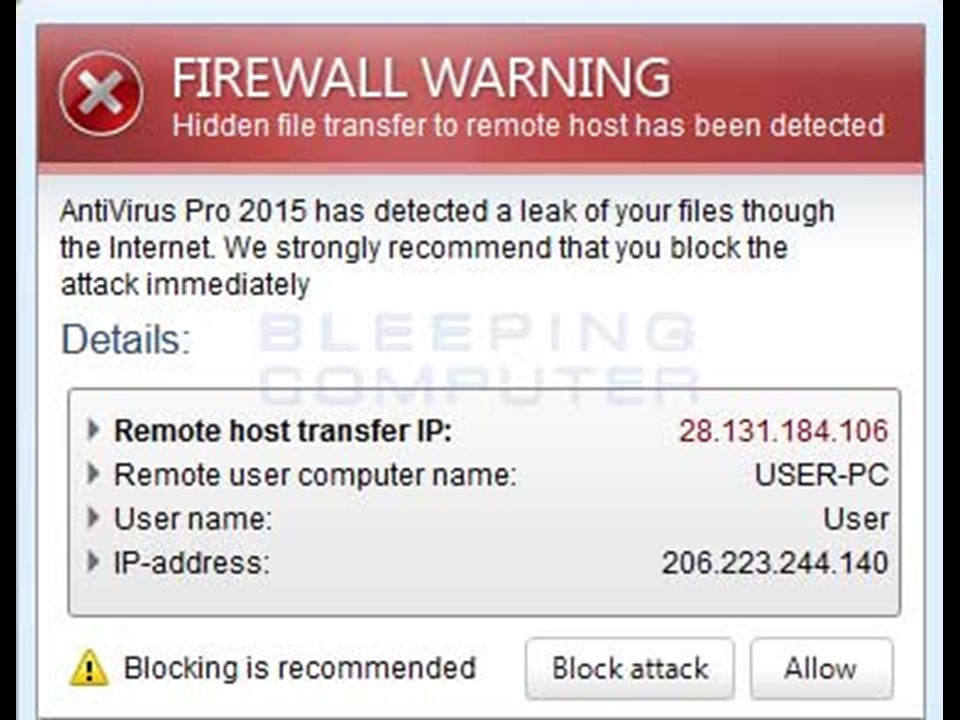 FIREWALL WARNING
Hidden file transfer to remote host has been detected
AntiVirus Pro 2015 has detected a leak of your files though
the Internet. We strongly recommend that you block the
attack immediately
BLEEPING
COMPUTER
Details:
Remote host transfer IP: 28.131.184.106
Remote user computer name: USER-PC
User name: User
IP-address: 206.223.244.140
Blocking is recommended Block attack Allow